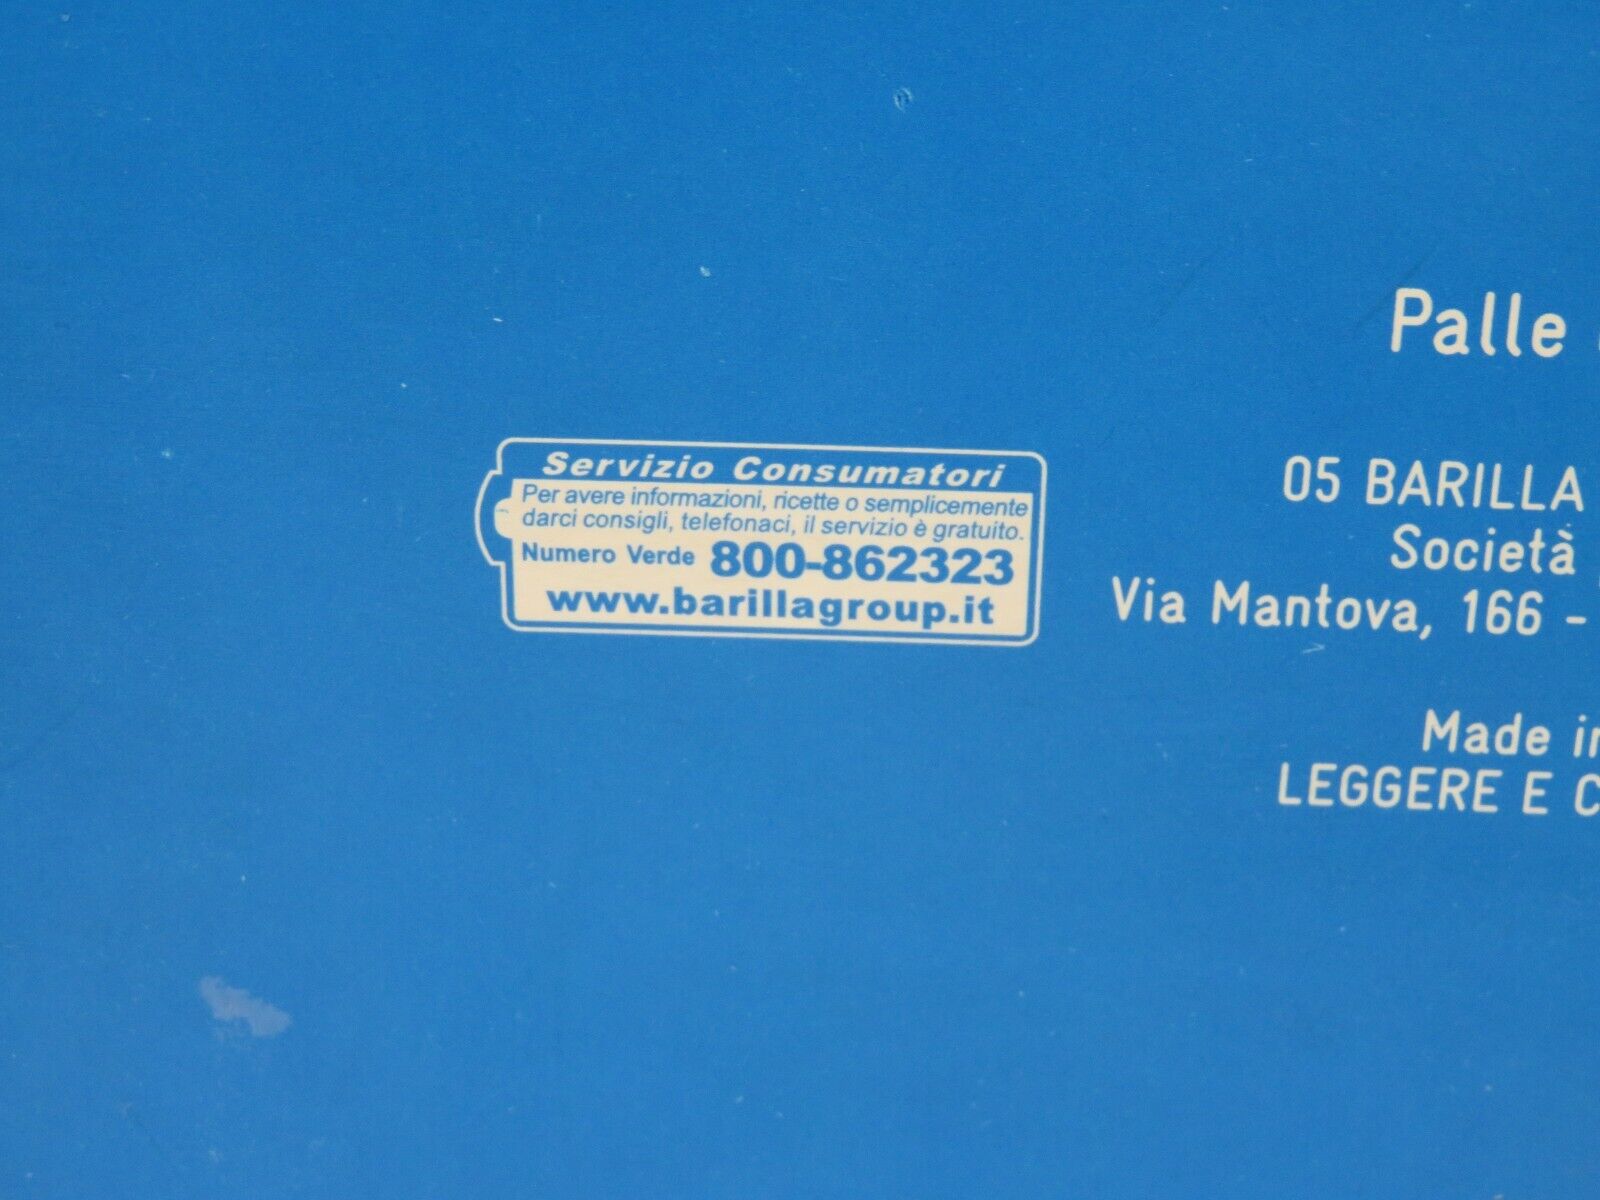 Servizio Consumatori
Per avere informazioni, ricette o semplicemente
darci consigli, telefonaci, il servizio è gratuito.
Numero Verde 800-862323
www.barillagroup.it
Palle
05 BARILLA
Società
Via Mantova, 166 -
Made in
LEGGERE E C